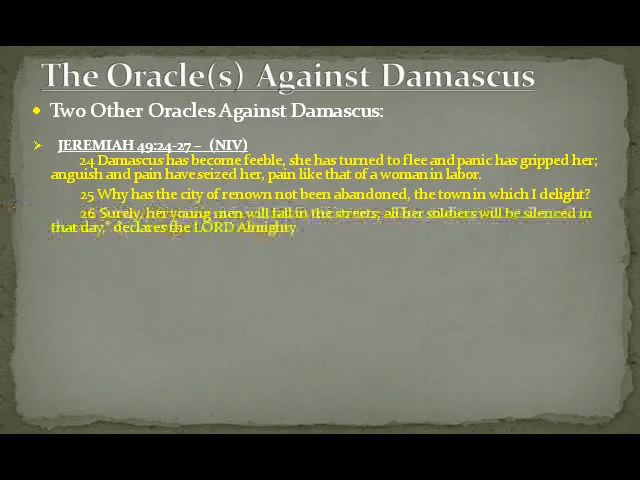 The Oracle(s) Against Damascus
Two Other Oracles Against Damascus:
JEREMIAH 49:24-27 – (NIV)
24 Damascus has become feeble, she has turned to flee and panic has gripped her;
anguish and pain have seized her, pain like that of a woman in labor.
25 Why has the city of renown not been abandoned, the town in which I delight?
26 Surely, her young men will fall in the streets; all her soldiers will be silenced in
that day," declares the LORD Almighty